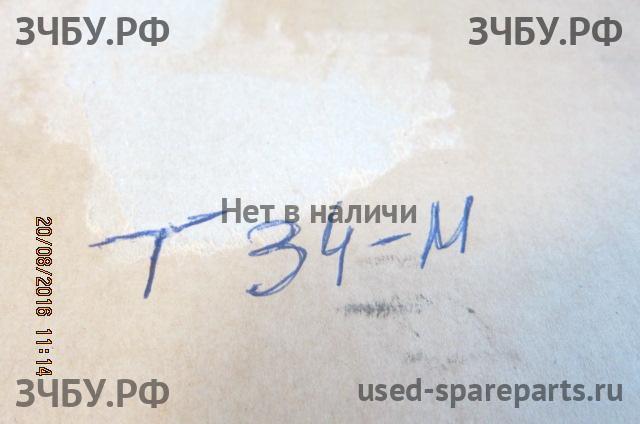 ЗЧБУ.РФ ЗЧБУ.РФ
Нет в наличи
Т 34-М
20/08/2016 11:14
ЗЧБУ.РФ used-spareparts.ru